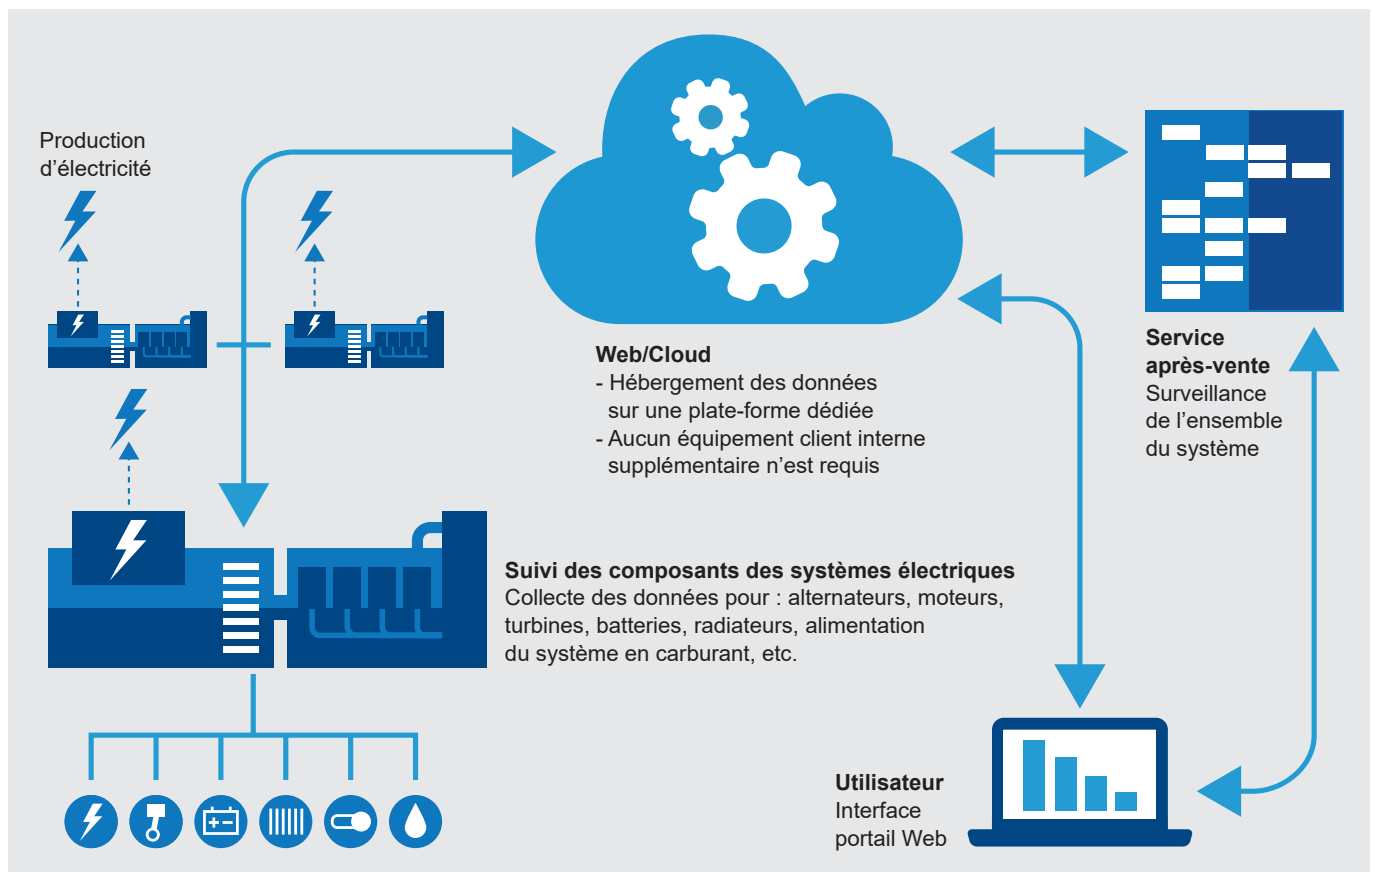 Production
d’électricité
Web/Cloud
- Hébergement des données
sur une plate-forme dédiée
- Aucun équipement client interne
supplémentaire n’est requis
Service
après-vente
Surveillance
de l’ensemble
du système
Suivi des composants des systèmes électriques
Collecte des données pour : alternateurs, moteurs,
turbines, batteries, radiateurs, alimentation
du système en carburant, etc.
Utilisateur
Interface
portail Web